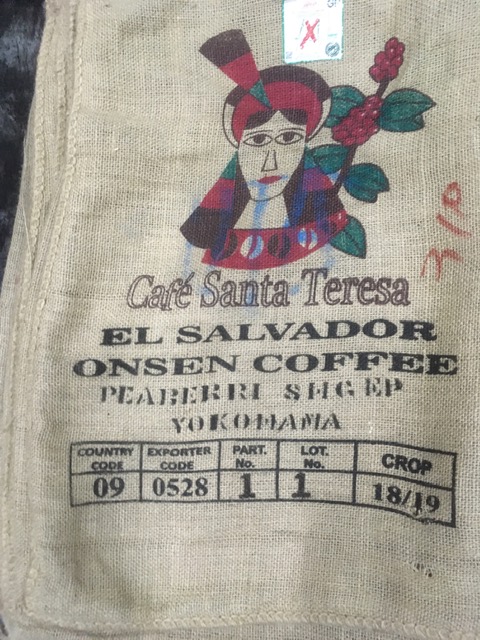 X
310
Café Santa Teresa
EL SALVADOR
ONSEN COFFEE
PEABERRI SHG EP
YOKOHAMA
COUNTRY CODE EXPORTER CODE PART. No. LOT. No. CROP
09 0528 1 1 18/19